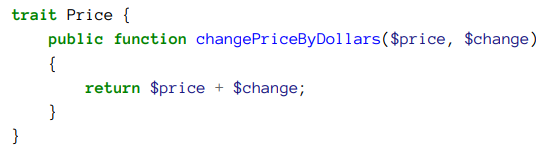 trait Price {
    public function changePriceByDollars($price, $change)
    {
        return $price + $change;
    }
}